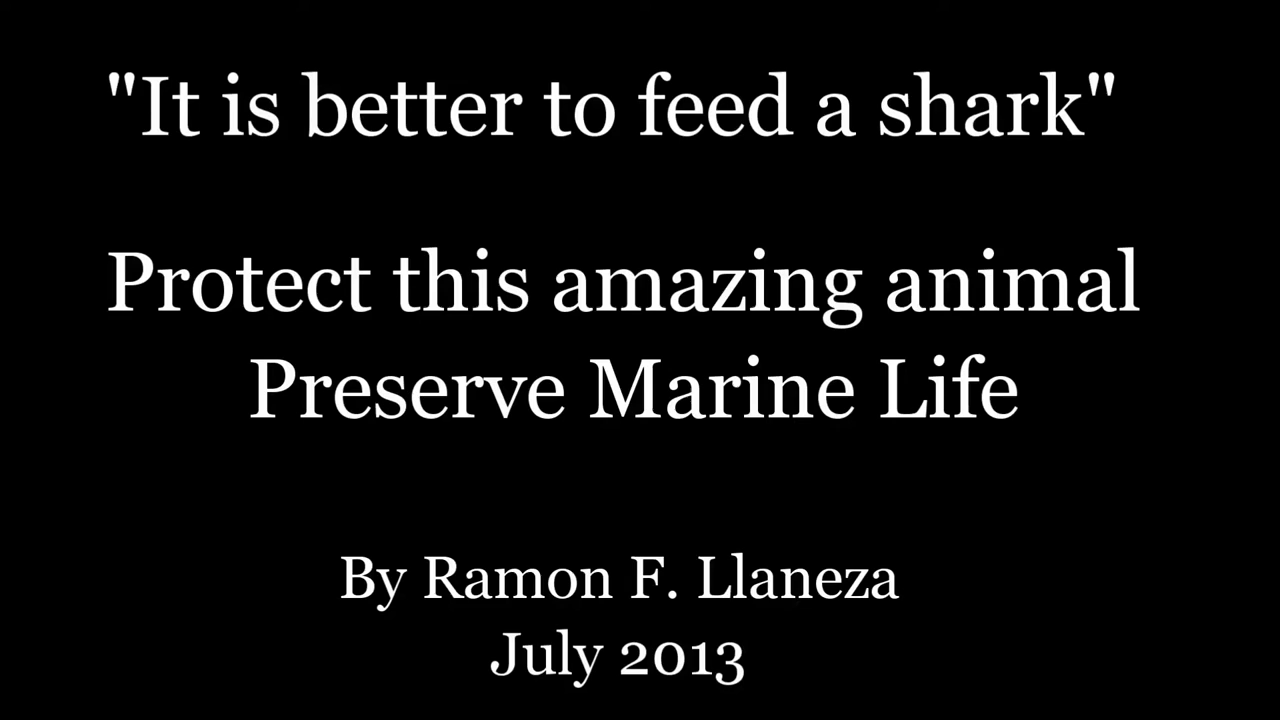 "It is better to feed a shark"
Protect this amazing animal
Preserve Marine Life
By Ramon F. Llaneza
July 2013